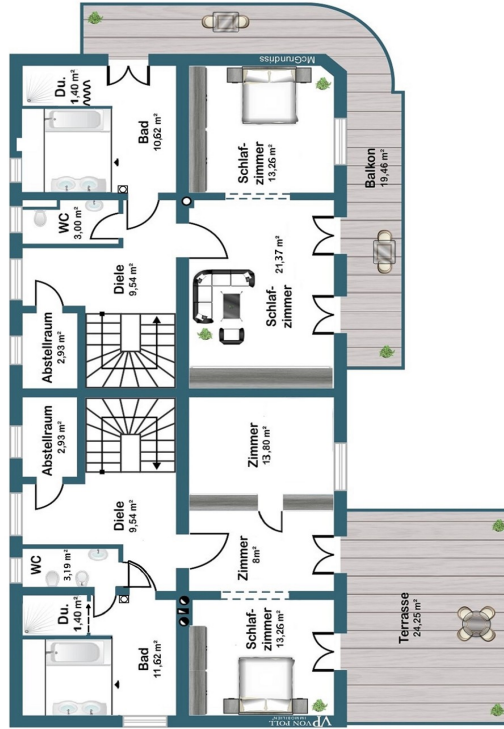 Du.
1,40 m²
Bad
10,62 m²
McGrundriss
Schlaf-
zimmer
13,26 m²
Balkon
19,46 m²
WC
3,00 m²
Diele
9,54 m²
Abstellraum
2,93 m²
21,37 m²
Schlaf-
zimmer
Abstellraum
2,93 m²
Diele
9,54 m²
Zimmer
13,80 m²
WC
3,19 m²
Zimmer
8m²
Du.
1,40 m²
Bad
11,62 m²
Schlaf-
zimmer
13,26 m²
Terrasse
24,25 m²
VP VON POLL
IMMOBILIEN